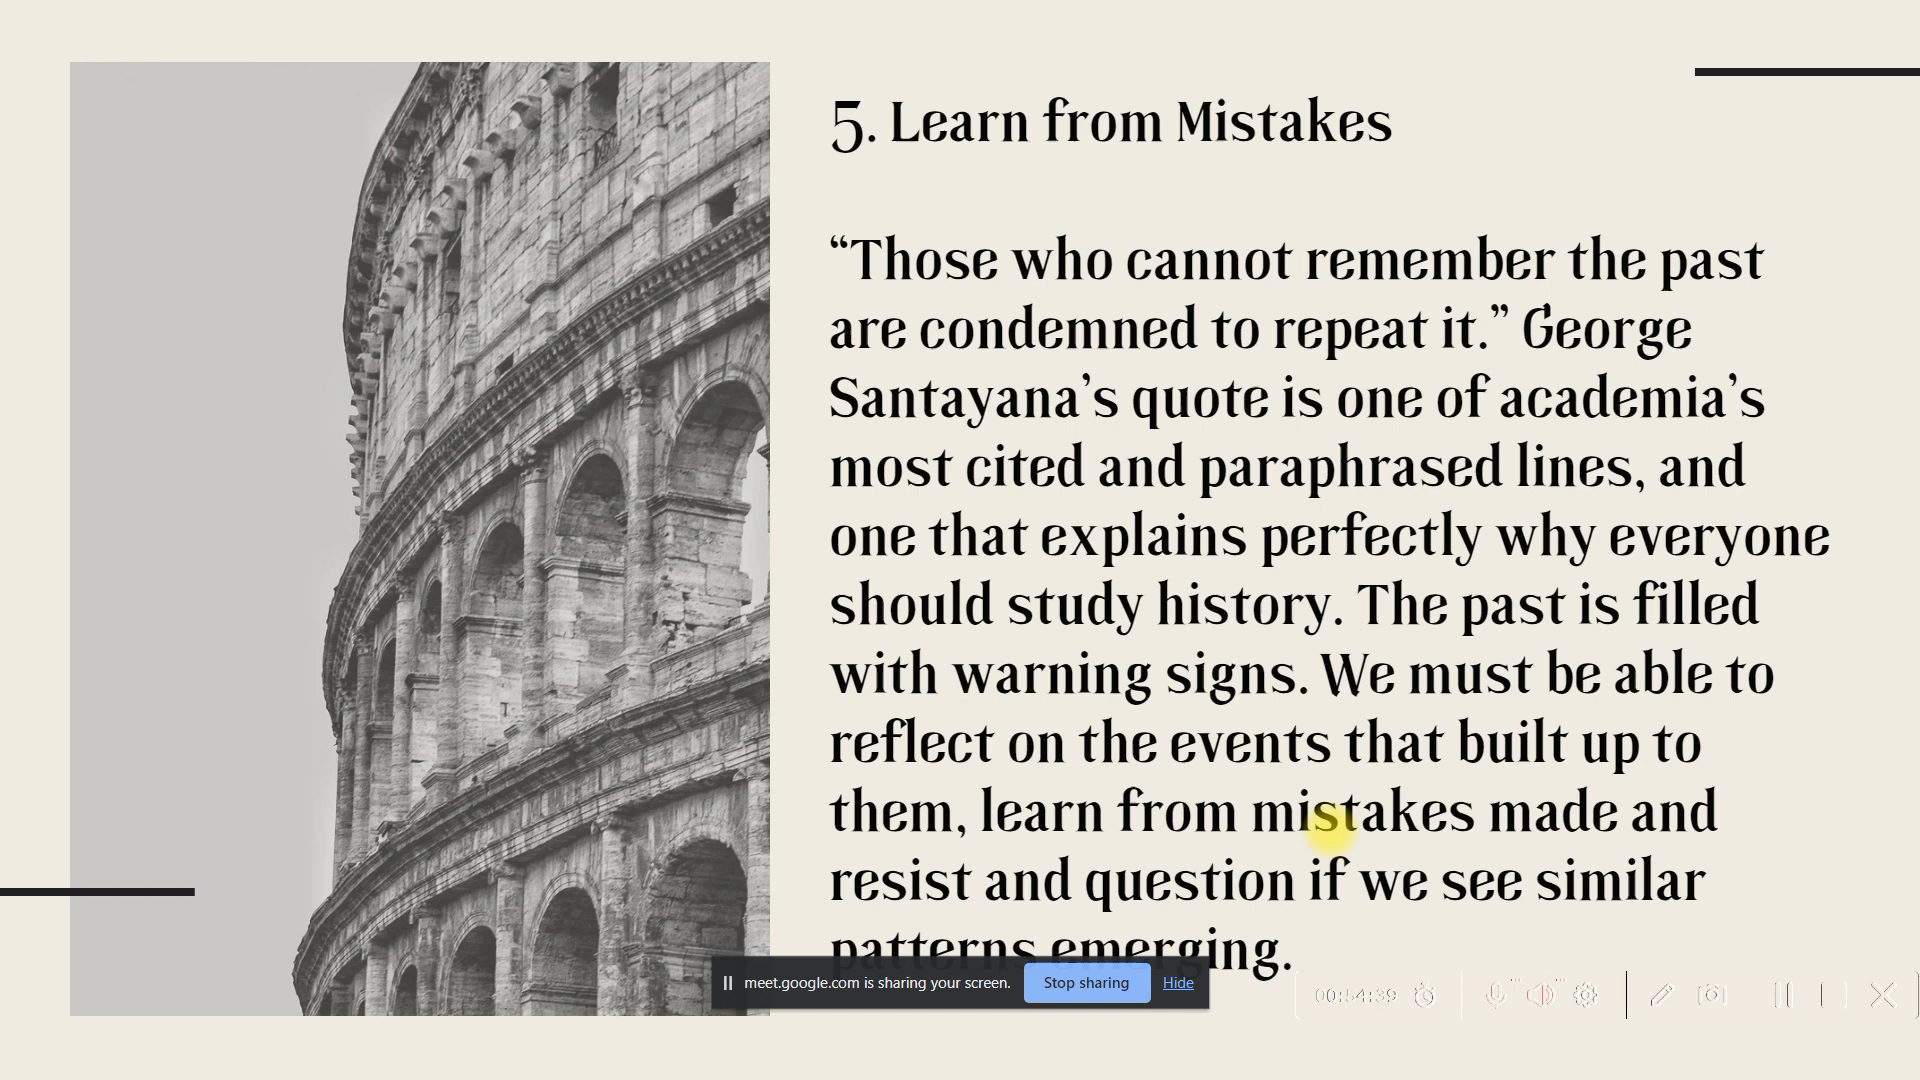 5. Learn from Mistakes
“Those who cannot remember the past
are condemned to repeat it.” George
Santayana’s quote is one of academia’s
most cited and paraphrased lines, and
one that explains perfectly why everyone
should study history. The past is filled
with warning signs. We must be able to
reflect on the events that built up to
them, learn from mistakes made and
resist and question if we see similar
patterns emerging.
meet.google.com is sharing your screen. Stop sharing Hide
00:54:39